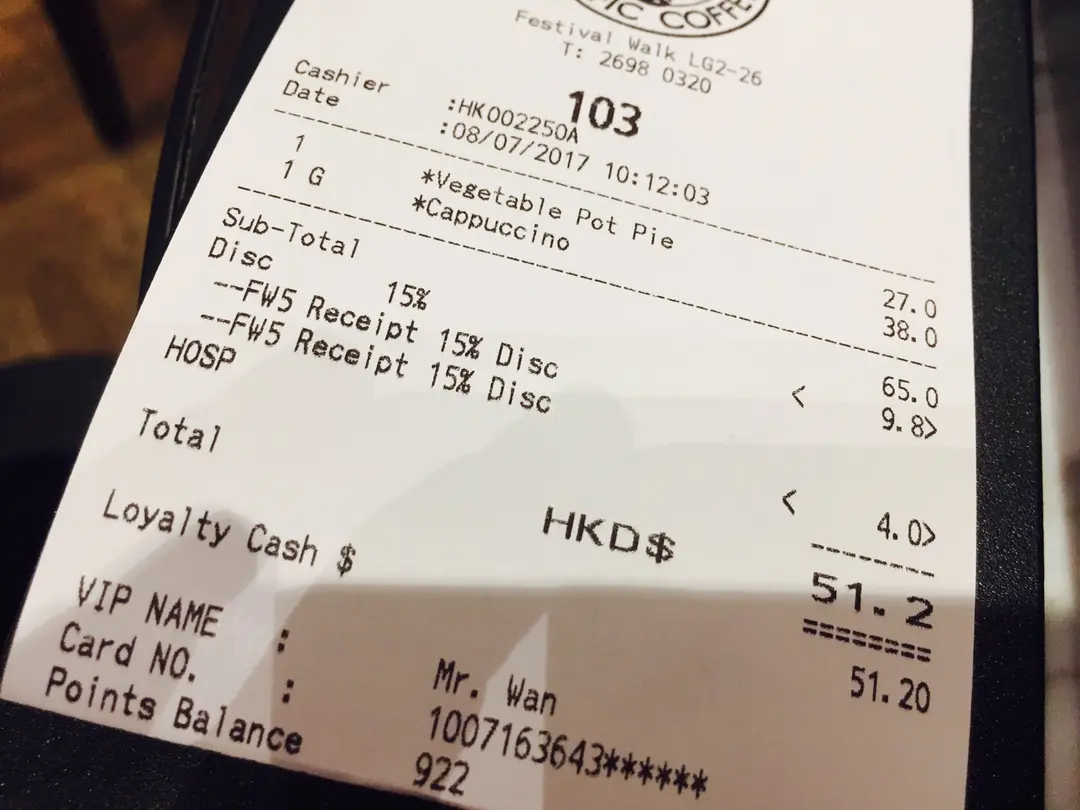 IC COFFE
Festival Walk LG2-26
T: 2698 0320
103
Cashier :HK002250A
Date :08/07/2017 10:12:03
1 *Vegetable Pot Pie 27.0
1 G *Cappuccino 38.0
Sub-Total 65.0
Disc 15% < 9.8>
--FW5 Receipt 15% Disc
--FW5 Receipt 15% Disc
HOSP < 4.0>
Total HKD$ 51.2
Loyalty Cash $ 51.20
VIP NAME : Mr. Wan
Card NO. : 1007163643******
Points Balance 922